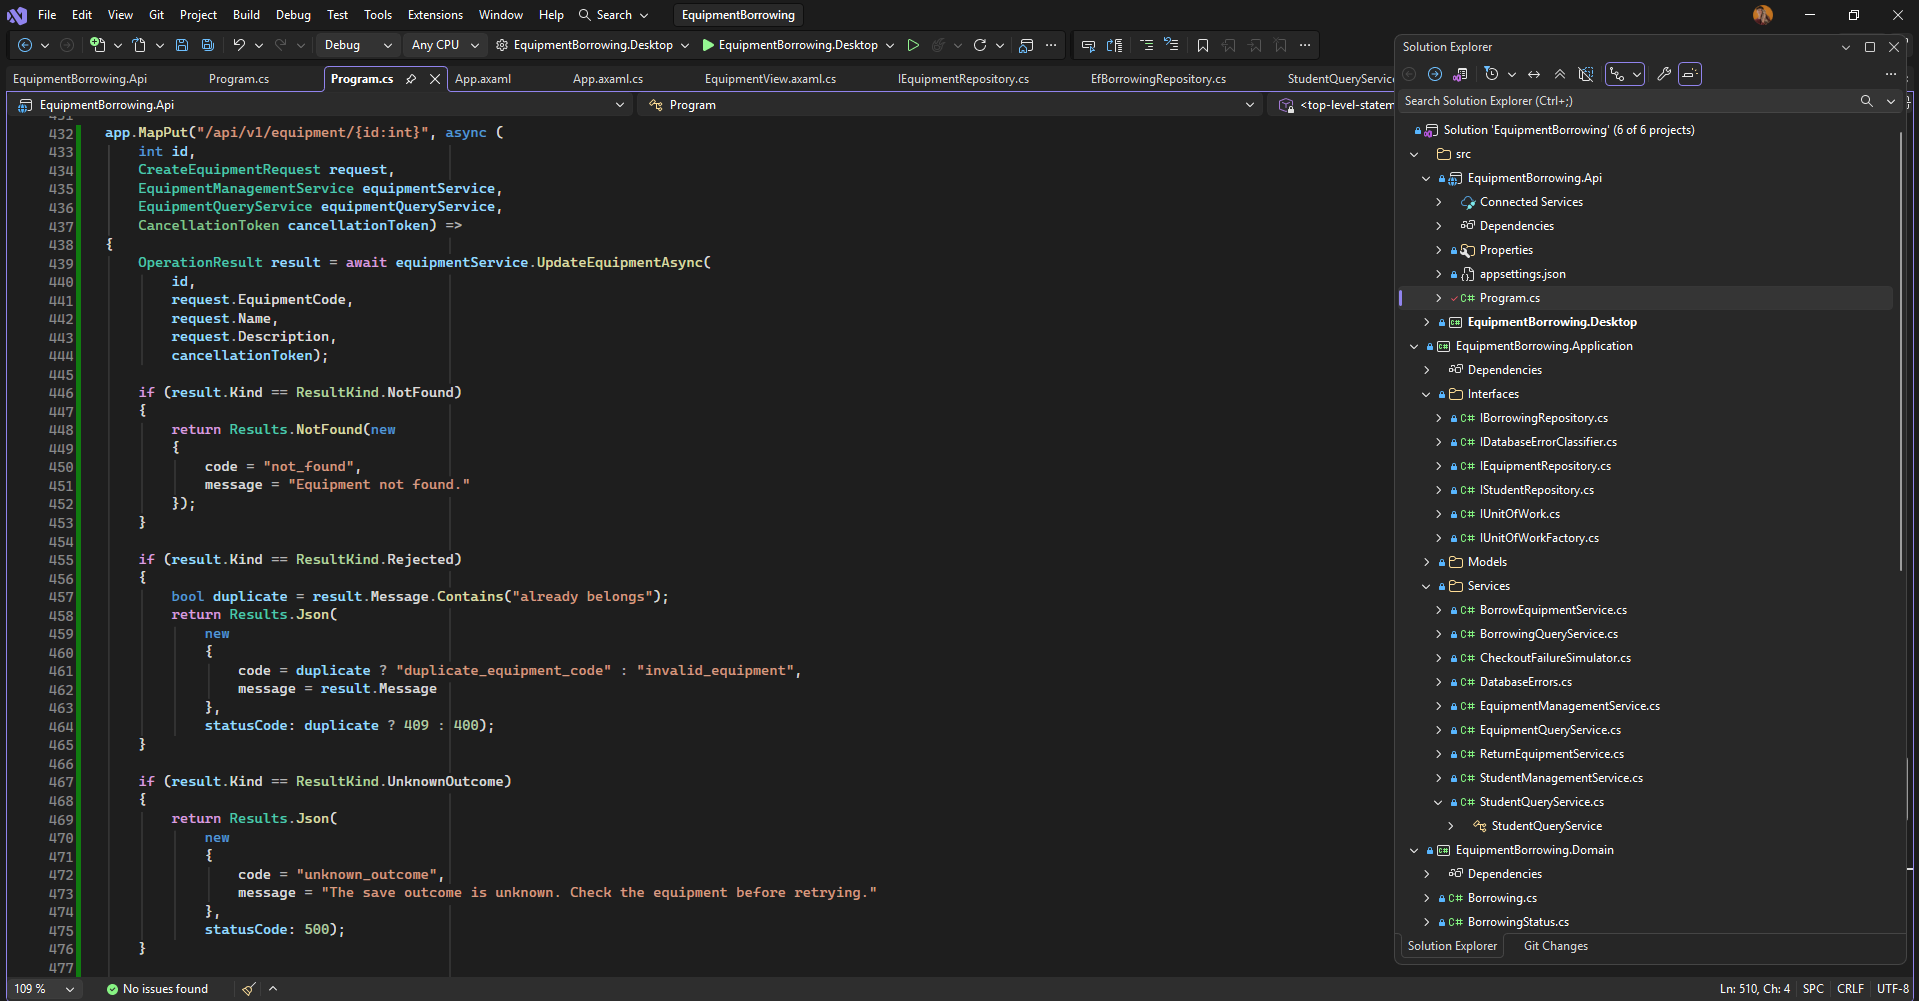 File Edit View Git Project Build Debug Test Tools Extensions Window Help Search EquipmentBorrowing
Debug Any CPU EquipmentBorrowing.Desktop EquipmentBorrowing.Desktop
EquipmentBorrowing.Api Program.cs Program.cs App.axaml App.axaml.cs EquipmentView.axaml.cs IEquipmentRepository.cs EfBorrowingRepository.cs StudentQueryService
EquipmentBorrowing.Api Program <top-level-statem
432 app.MapPut("/api/v1/equipment/{id:int}", async (
433 int id,
434 CreateEquipmentRequest request,
435 EquipmentManagementService equipmentService,
436 EquipmentQueryService equipmentQueryService,
437 CancellationToken cancellationToken) =>
438 {
439 OperationResult result = await equipmentService.UpdateEquipmentAsync(
440 id,
441 request.EquipmentCode,
442 request.Name,
443 request.Description,
444 cancellationToken);
445
446 if (result.Kind == ResultKind.NotFound)
447 {
448 return Results.NotFound(new
449 {
450 code = "not_found",
451 message = "Equipment not found."
452 });
453 }
454
455 if (result.Kind == ResultKind.Rejected)
456 {
457 bool duplicate = result.Message.Contains("already belongs");
458 return Results.Json(
459 new
460 {
461 code = duplicate ? "duplicate_equipment_code" : "invalid_equipment",
462 message = result.Message
463 },
464 statusCode: duplicate ? 409 : 400);
465 }
466
467 if (result.Kind == ResultKind.UnknownOutcome)
468 {
469 return Results.Json(
470 new
471 {
472 code = "unknown_outcome",
473 message = "The save outcome is unknown. Check the equipment before retrying."
474 },
475 statusCode: 500);
476 }
477
Solution Explorer
Search Solution Explorer (Ctrl+;)
Solution 'EquipmentBorrowing' (6 of 6 projects)
src
EquipmentBorrowing.Api
Connected Services
Dependencies
Properties
appsettings.json
C# Program.cs
EquipmentBorrowing.Desktop
EquipmentBorrowing.Application
Dependencies
Interfaces
C# IBorrowingRepository.cs
C# IDatabaseErrorClassifier.cs
C# IEquipmentRepository.cs
C# IStudentRepository.cs
C# IUnitOfWork.cs
C# IUnitOfWorkFactory.cs
Models
Services
C# BorrowEquipmentService.cs
C# BorrowingQueryService.cs
C# CheckoutFailureSimulator.cs
C# DatabaseErrors.cs
C# EquipmentManagementService.cs
C# EquipmentQueryService.cs
C# ReturnEquipmentService.cs
C# StudentManagementService.cs
C# StudentQueryService.cs
StudentQueryService
EquipmentBorrowing.Domain
Dependencies
C# Borrowing.cs
C# BorrowingStatus.cs
Solution Explorer Git Changes
109 % No issues found Ln: 510, Ch: 4 SPC CRLF UTF-8